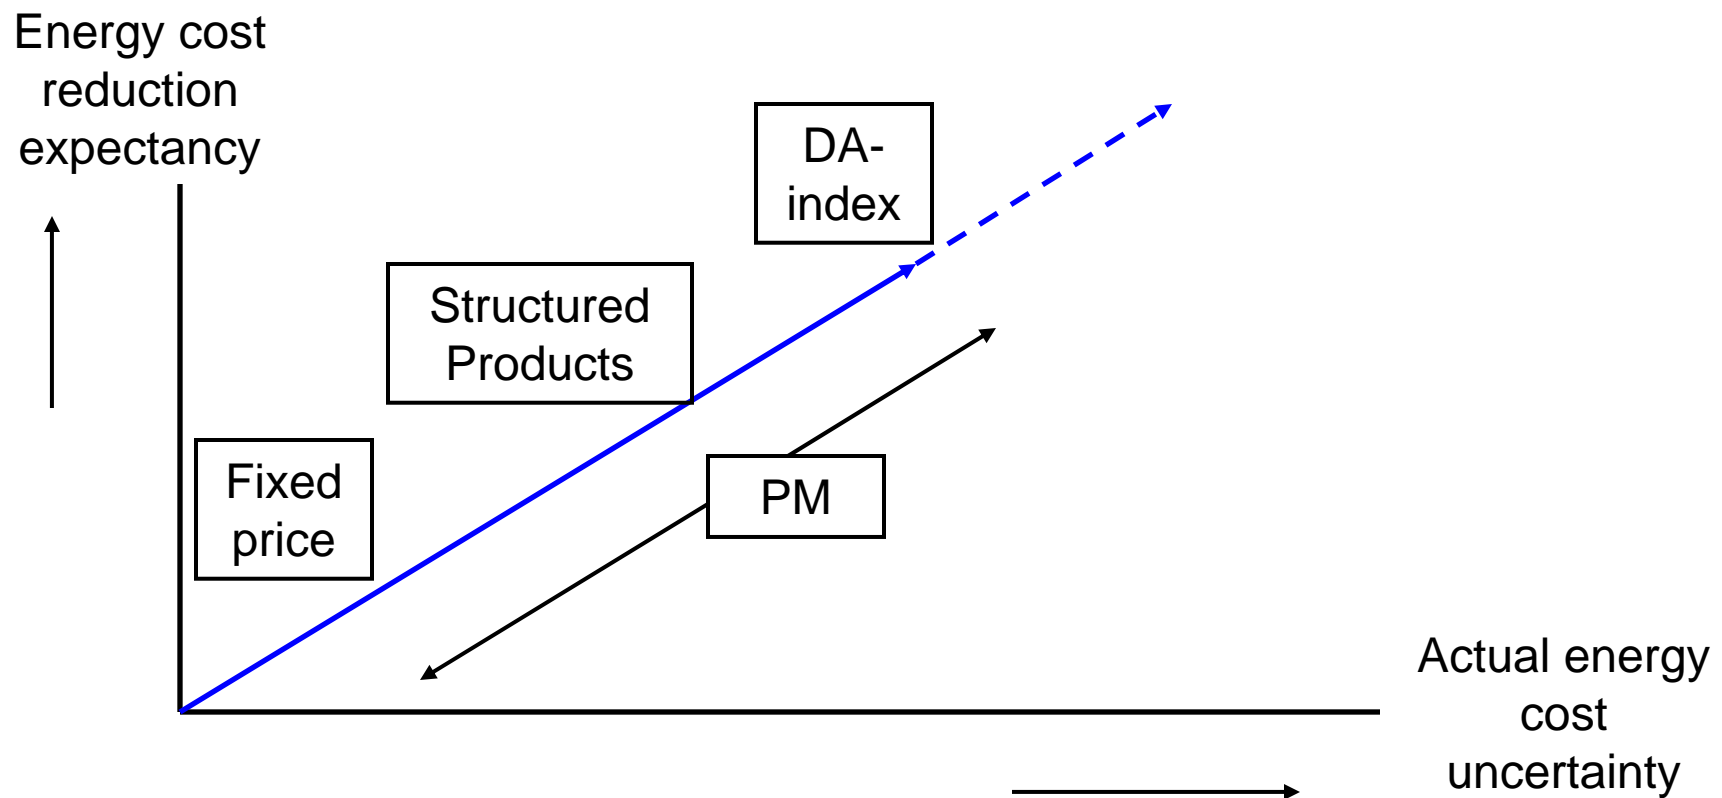 Energy cost
reduction
expectancy
DA-
index
Structured
Products
Fixed
price
PM
Actual energy
cost
uncertainty